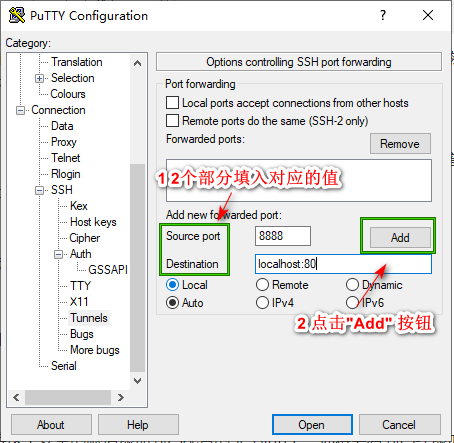 PuTTY Configuration
Category:
Translation
Selection
Colours
Connection
Data
Proxy
Telnet
Rlogin
SSH
Kex
Host keys
Cipher
Auth
GSSAPI
TTY
X11
Tunnels
Bugs
More bugs
Serial
Options controlling SSH port forwarding
Port forwarding
Local ports accept connections from other hosts
Remote ports do the same (SSH-2 only)
Forwarded ports:
Remove
1 2个部分填入对应的值
Add new forwarded port:
Source port 8888 Add
Destination localhost:80
Local Remote Dynamic
Auto IPv4 IPv6
2 点击"Add" 按钮
About Help Open Cancel